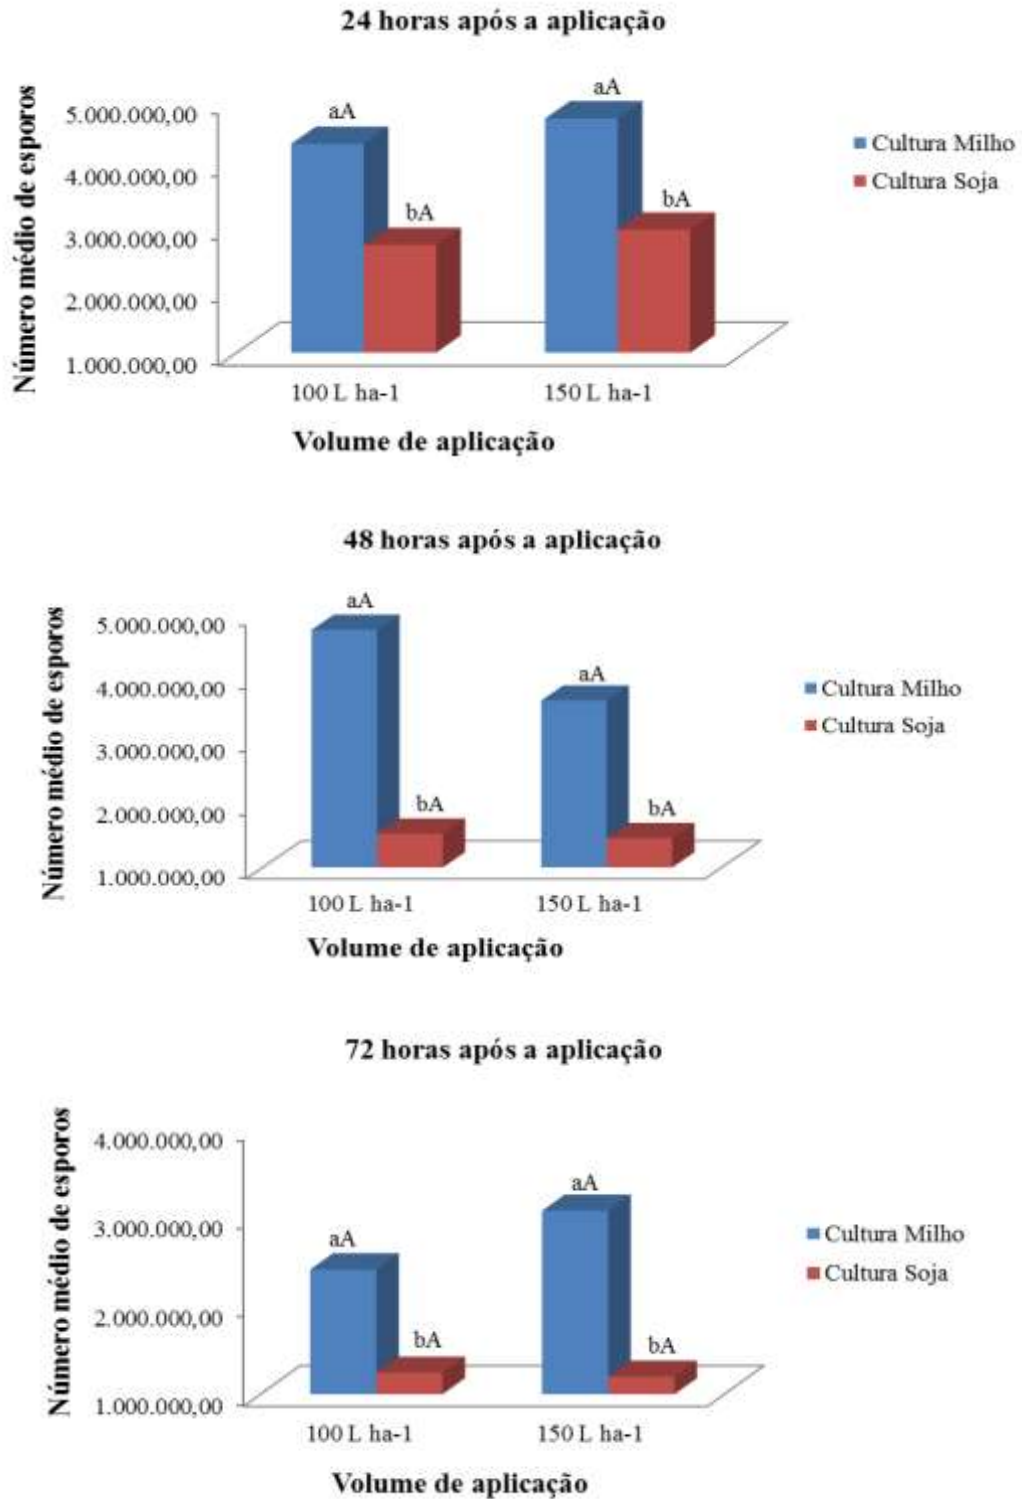 24 horas após a aplicação
Número médio de esporos
5.000.000,00
4.000.000,00
3.000.000,00
2.000.000,00
1.000.000,00
aA
bA
aA
bA
100 L ha-1
150 L ha-1
Volume de aplicação
Cultura Milho
Cultura Soja
48 horas após a aplicação
Número médio de esporos
5.000.000,00
4.000.000,00
3.000.000,00
2.000.000,00
1.000.000,00
aA
bA
aA
bA
100 L ha-1
150 L ha-1
Volume de aplicação
Cultura Milho
Cultura Soja
72 horas após a aplicação
Número médio de esporos
4.000.000,00
3.000.000,00
2.000.000,00
1.000.000,00
aA
bA
aA
bA
100 L ha-1
150 L ha-1
Volume de aplicação
Cultura Milho
Cultura Soja